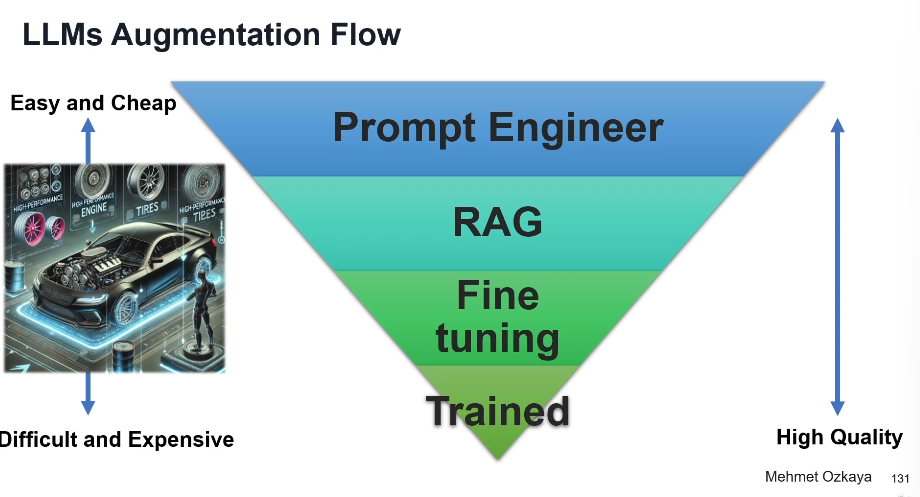 LLMs Augmentation Flow
Easy and Cheap
Prompt Engineer
HIGH-PERFORMANCE
HIGH-PERFORMANCE
ENGINE
TIRES
HIGH-PERFORMANCE
TIRES
RAG
Fine
tuning
Trained
Difficult and Expensive
High Quality
Mehmet Ozkaya
131